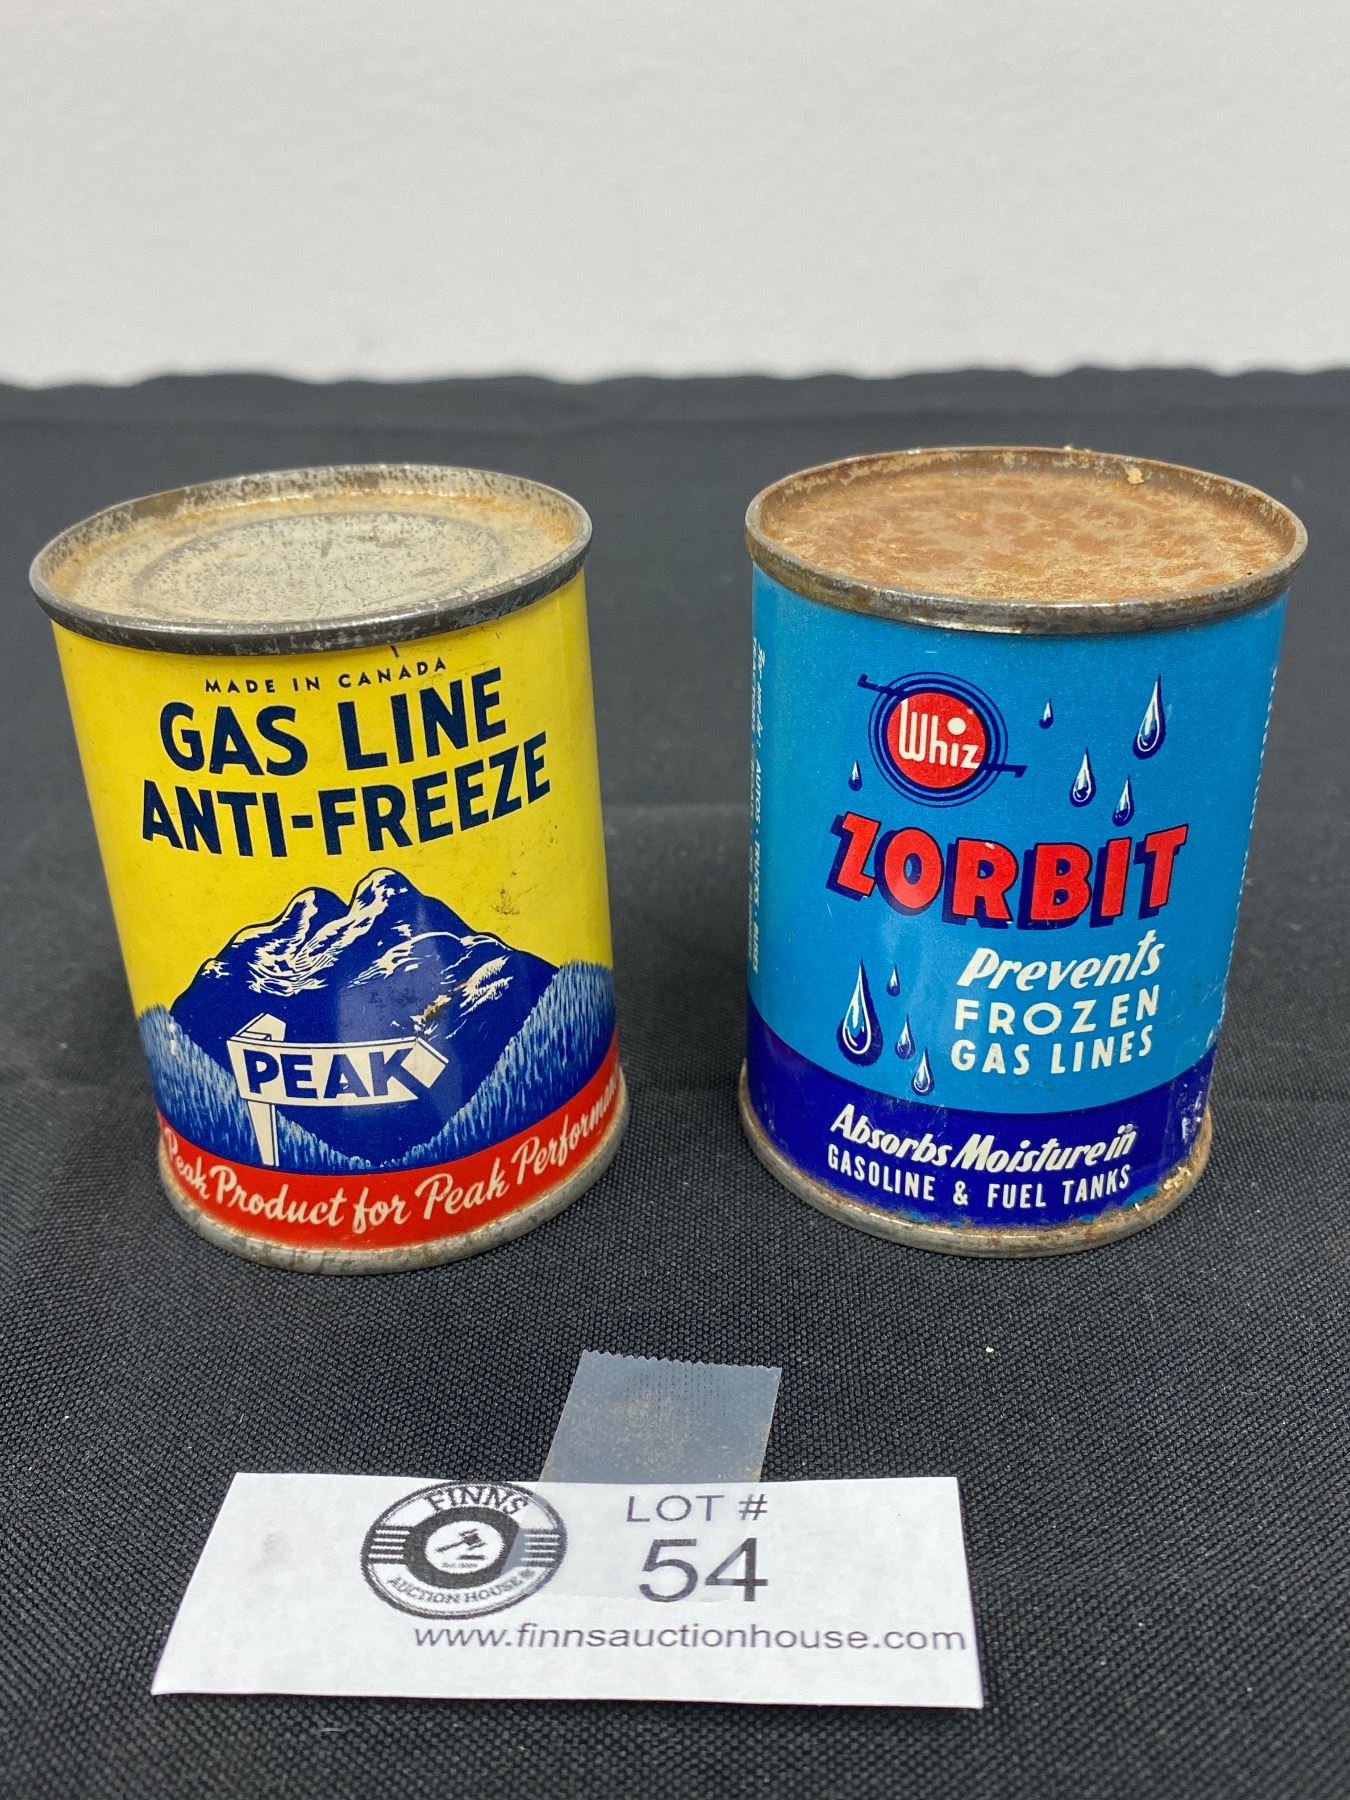 MADE IN CANADA
GAS LINE
ANTI-FREEZE
PEAK
Peak Product for Peak
Whiz
ZORBIT
Prevents
FROZEN
GAS LINES
Absorbs Moisture in
GASOLINE & FUEL TANKS
FINNS
AUCTION HOUSE
LOT #
54
www.finnsauctionhouse.com